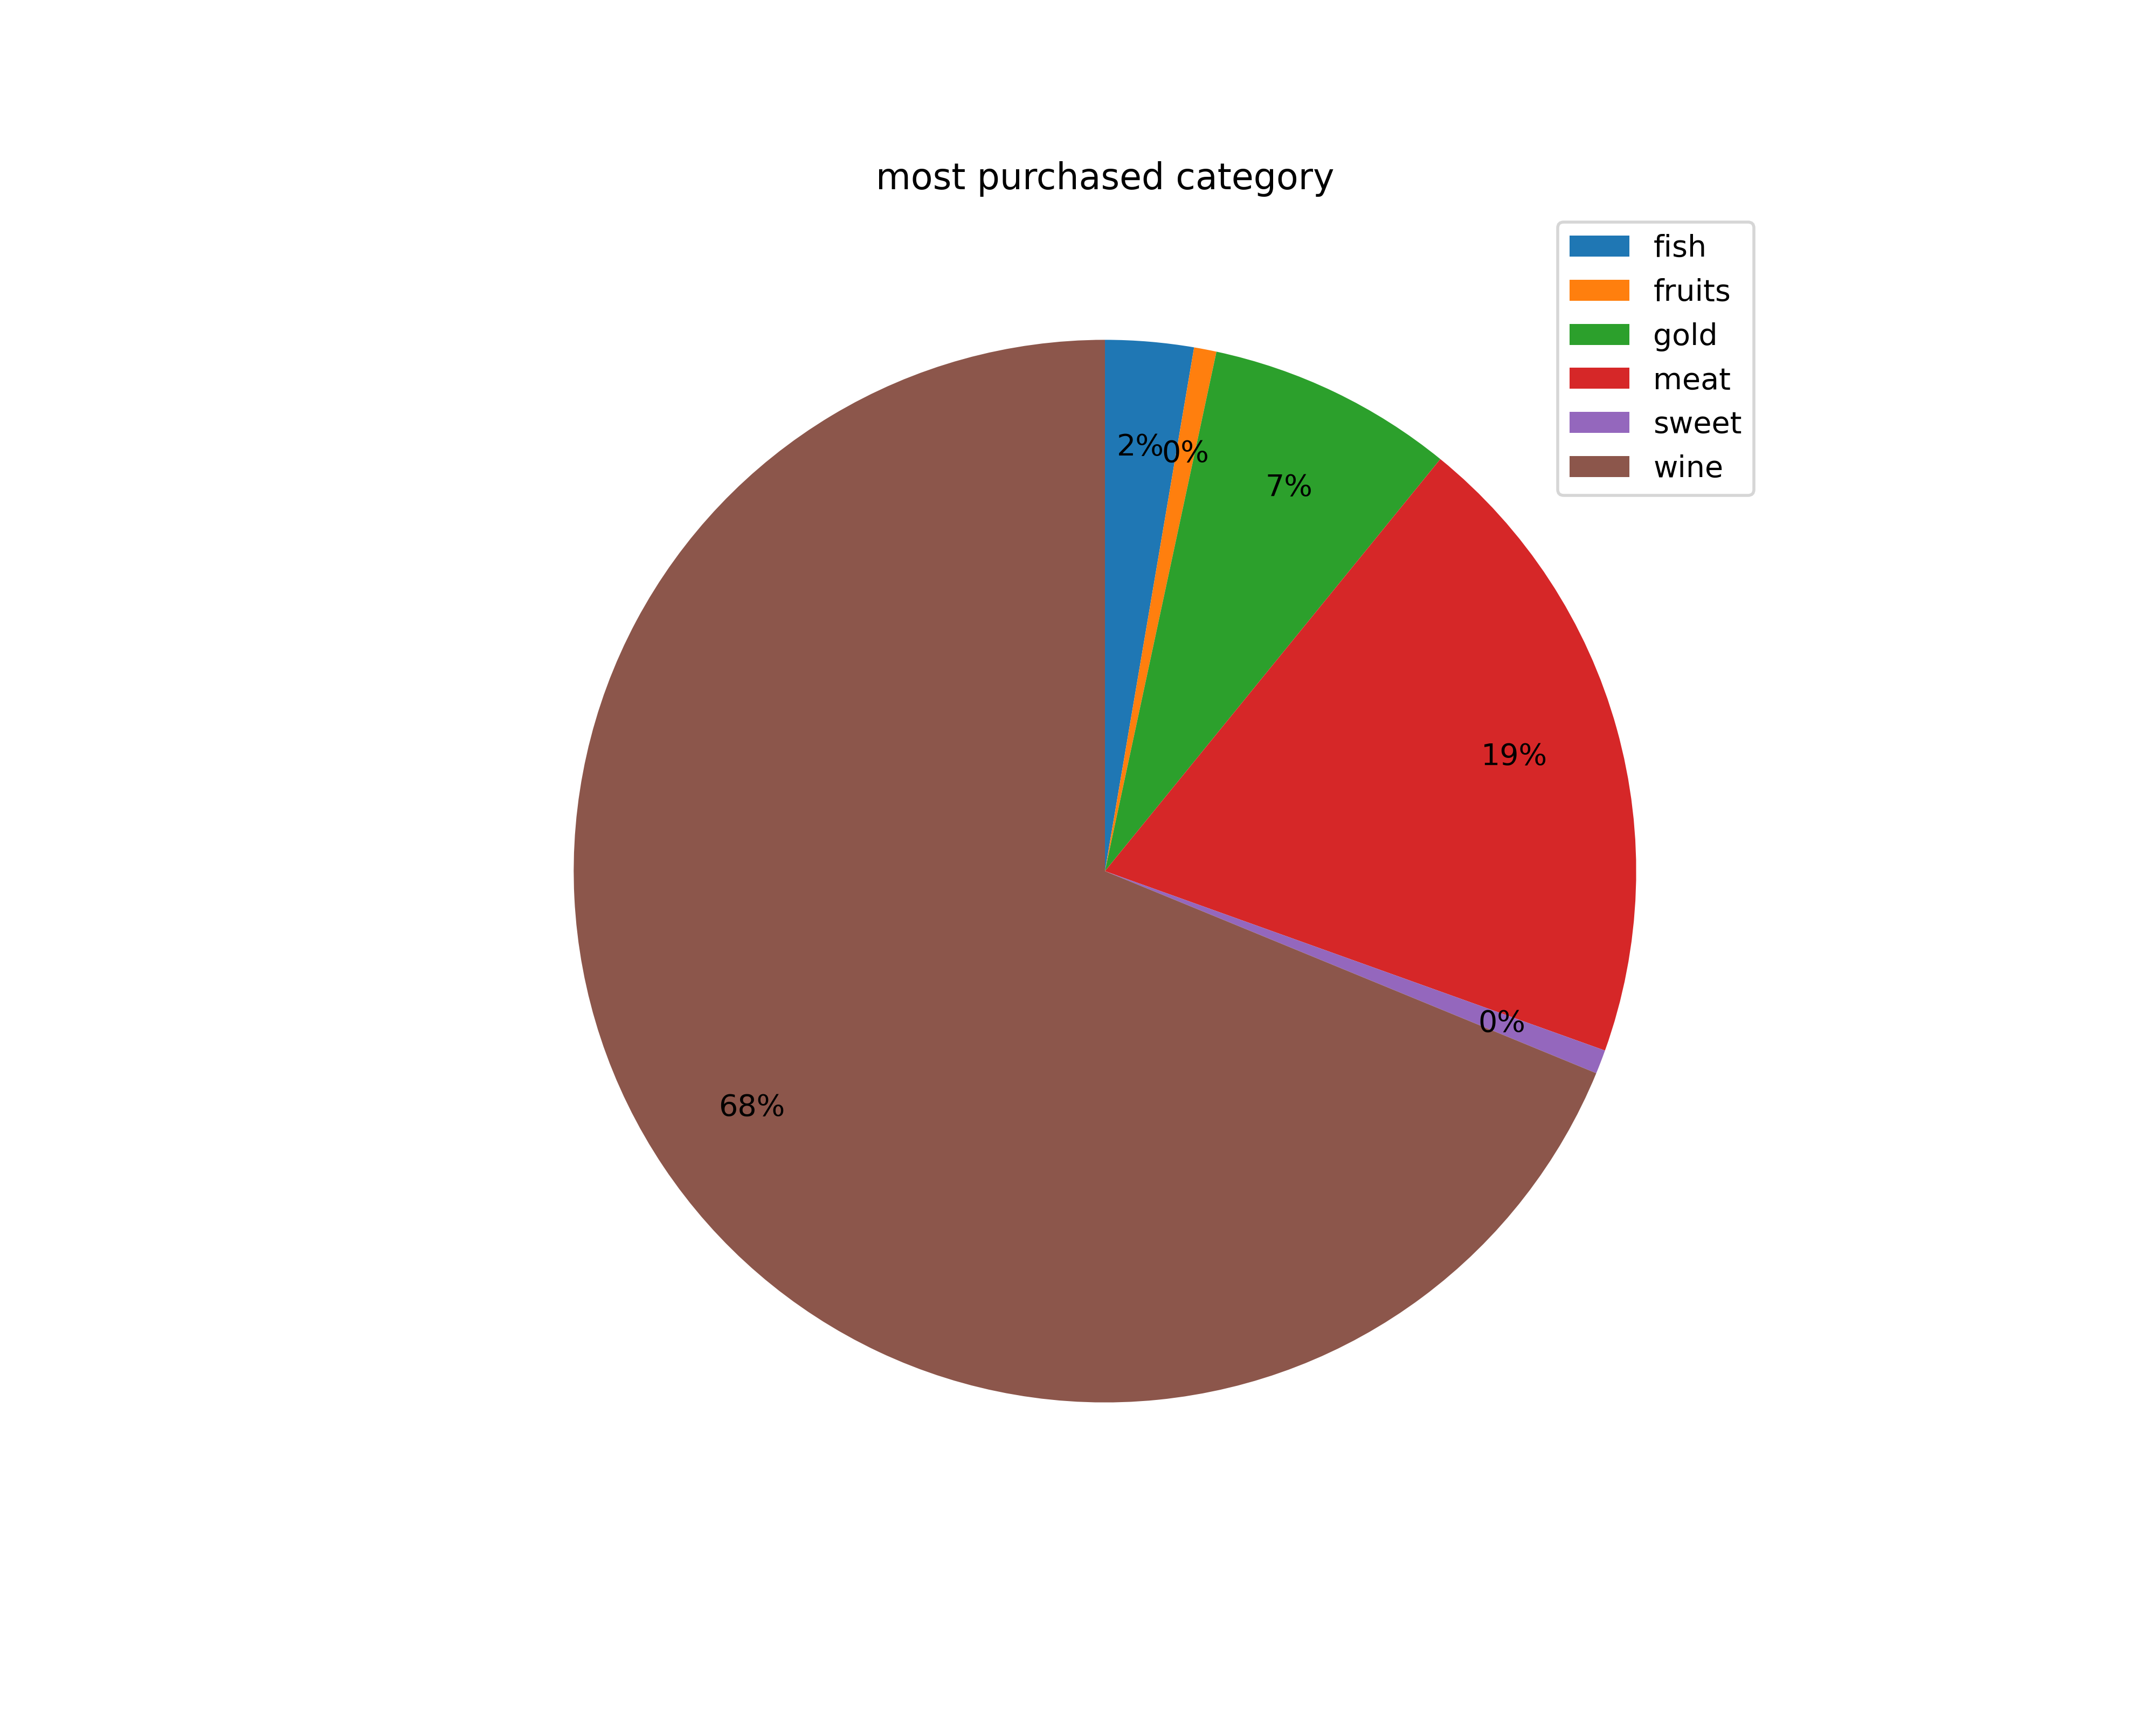 most purchased category
fish
fruits
gold
meat
sweet
wine
2%
0%
7%
19%
0%
68%